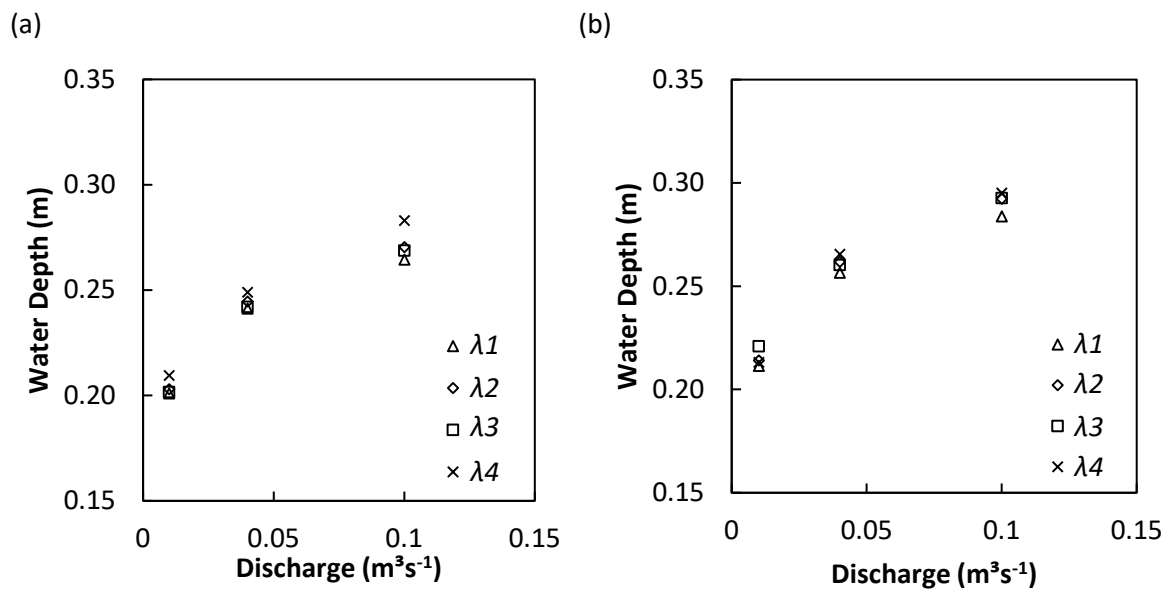 (a)
0.35
0.30
0.25
0.20
0.15
Water Depth (m)
0
0.05
0.1
0.15
Discharge (m³s⁻¹)
λ1
λ2
λ3
λ4
(b)
0.35
0.30
0.25
0.20
0.15
Water Depth (m)
0
0.05
0.1
0.15
Discharge (m³s⁻¹)
λ1
λ2
λ3
λ4